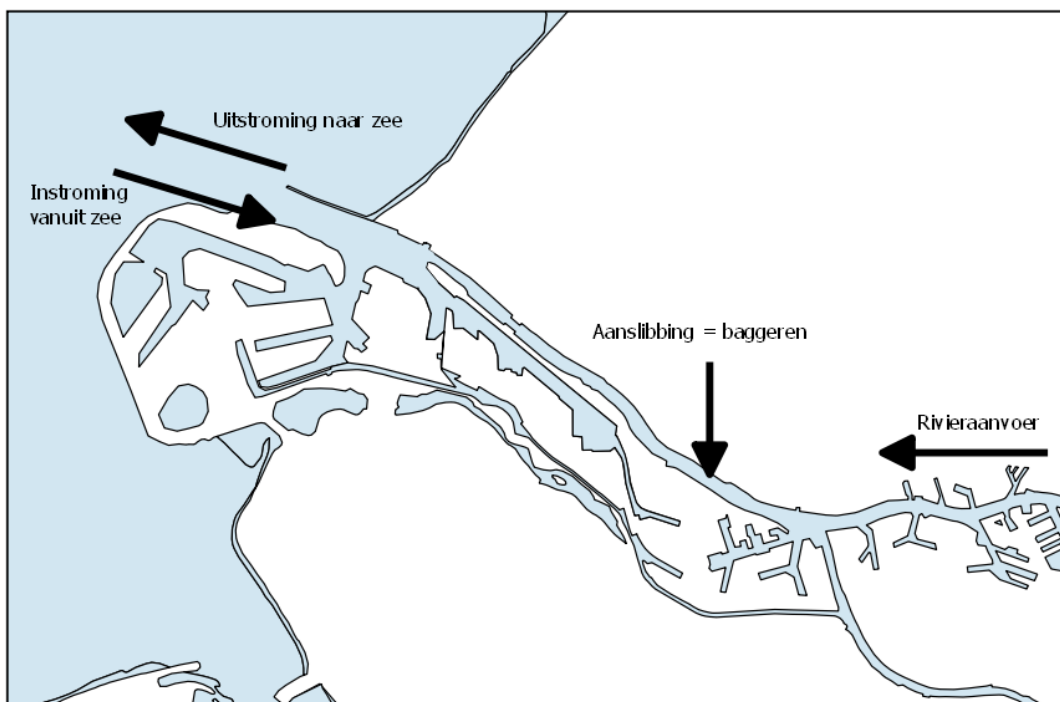 Uitstroming naar zee
Instroming
vanuit zee
Aanslibbing = baggeren
Rivieraanvoer